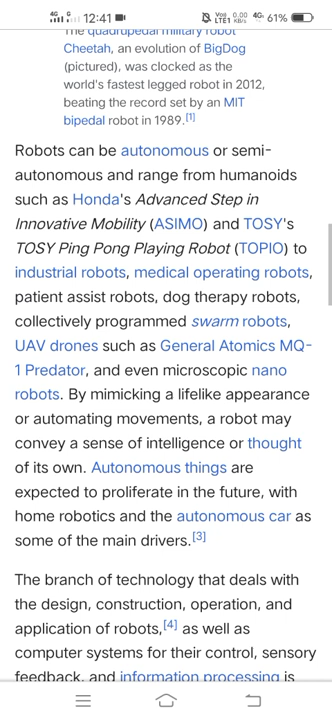 4G G 12:41 Voj LTE1 0.00 KB/s 4G 61%
The quadrupedal military robot
Cheetah, an evolution of BigDog
(pictured), was clocked as the
world's fastest legged robot in 2012,
beating the record set by an MIT
bipedal robot in 1989.[1]
Robots can be autonomous or semi-
autonomous and range from humanoids
such as Honda's Advanced Step in
Innovative Mobility (ASIMO) and TOSY's
TOSY Ping Pong Playing Robot (TOPIO) to
industrial robots, medical operating robots,
patient assist robots, dog therapy robots,
collectively programmed swarm robots,
UAV drones such as General Atomics MQ-
1 Predator, and even microscopic nano
robots. By mimicking a lifelike appearance
or automating movements, a robot may
convey a sense of intelligence or thought
of its own. Autonomous things are
expected to proliferate in the future, with
home robotics and the autonomous car as
some of the main drivers.[3]
The branch of technology that deals with
the design, construction, operation, and
application of robots,[4] as well as
computer systems for their control, sensory
feedback, and information processing is